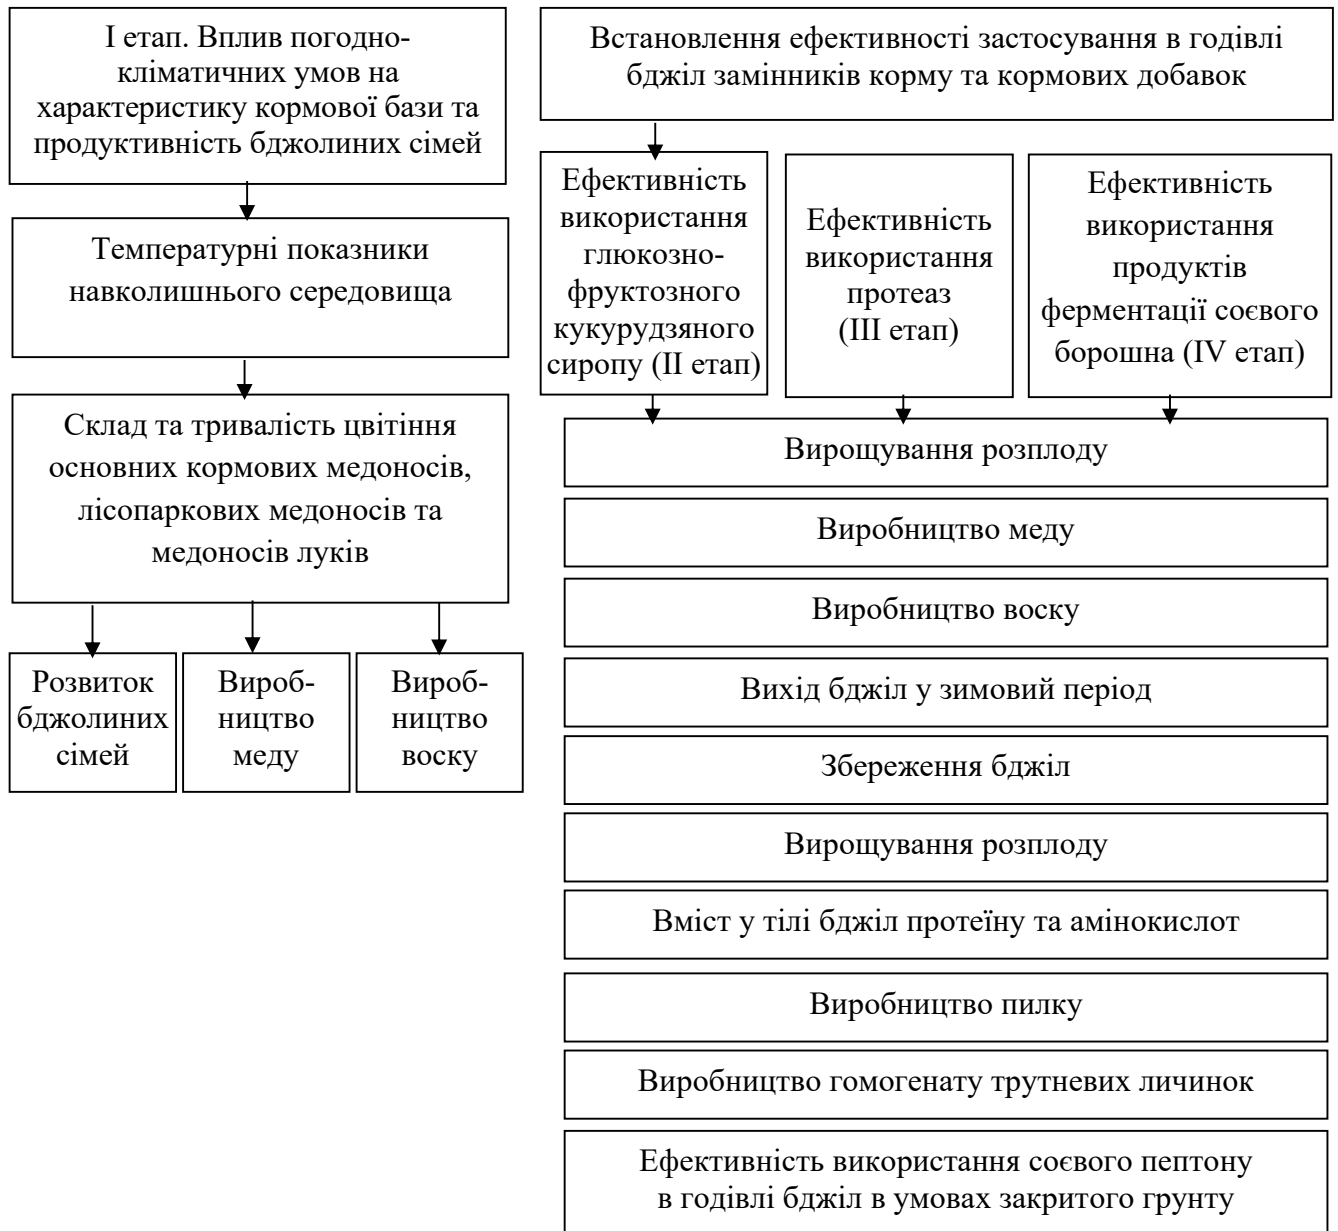 І етап. Вплив погодно-
кліматичних умов на
характеристику кормової бази та
продуктивність бджолиних сімей
Температурні показники
навколишнього середовища
Склад та тривалість цвітіння
основних кормових медоносів,
лісопаркових медоносів та
медоносів луків
Розвиток
бджолиних
сімей
Вироб-
ництво
меду
Вироб-
ництво
воску
Встановлення ефективності застосування в годівлі
бджіл замінників корму та кормових добавок
Ефективність
використання
глюкозно-
фруктозного
кукурудзяного
сиропу (ІІ етап)
Ефективність
використання
протеаз
(ІІІ етап)
Ефективність
використання
продуктів
ферментації соєвого
борошна (IV етап)
Вирощування розплоду
Виробництво меду
Виробництво воску
Вихід бджіл у зимовий період
Збереження бджіл
Вирощування розплоду
Вміст у тілі бджіл протеїну та амінокислот
Виробництво пилку
Виробництво гомогенату трутневих личинок
Ефективність використання соєвого пептону
в годівлі бджіл в умовах закритого грунту